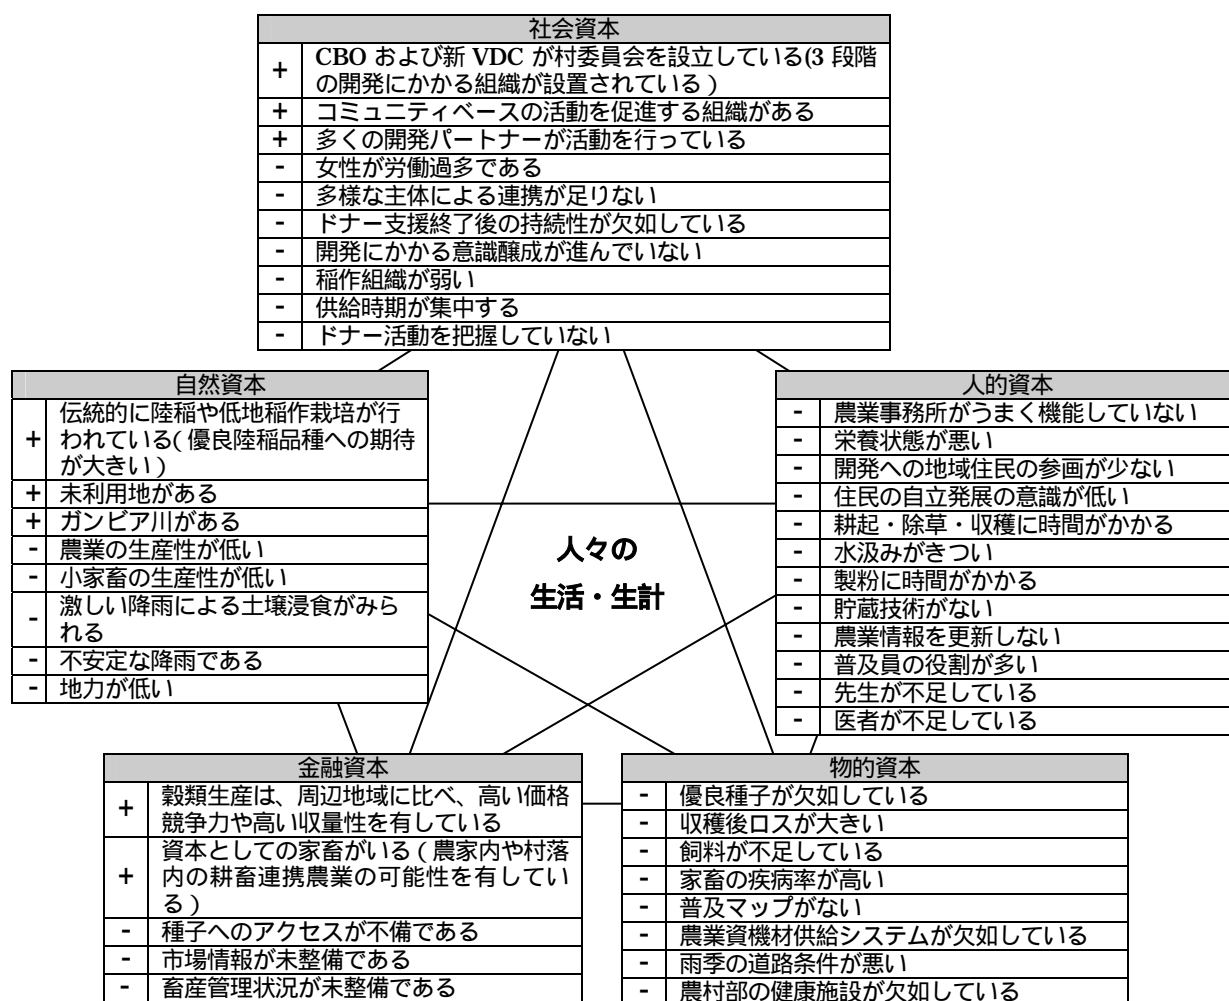 社会資本
+ CBO および新 VDC が村委員会を設立している(3 段階
の開発にかかる組織が設置されている )
+ コミュニティベースの活動を促進する組織がある
+ 多くの開発パートナーが活動を行っている
- 女性が労働過多である
- 多様な主体による連携が足りない
- ドナー支援終了後の持続性が欠如している
- 開発にかかる意識醸成が進んでいない
- 稲作組織が弱い
- 供給時期が集中する
- ドナー活動を把握していない
自然資本
+ 伝統的に陸稲や低地稲作栽培が行
われている( 優良陸稲品種への期待
が大きい )
+ 未利用地がある
+ ガンビア川がある
- 農業の生産性が低い
- 小家畜の生産性が低い
- 激しい降雨による土壌浸食がみら
れる
- 不安定な降雨である
- 地力が低い
人々の
生活・生計
人的資本
- 農業事務所がうまく機能していない
- 栄養状態が悪い
- 開発への地域住民の参画が少ない
- 住民の自立発展の意識が低い
- 耕起・除草・収穫に時間がかかる
- 水汲みがきつい
- 製粉に時間がかかる
- 貯蔵技術がない
- 農業情報を更新しない
- 普及員の役割が多い
- 先生が不足している
- 医者が不足している
金融資本
+ 穀類生産は、周辺地域に比べ、高い価格
競争力や高い収量性を有している
+ 資本としての家畜がいる ( 農家内や村落
内の耕畜連携農業の可能性を有してい
る )
- 種子へのアクセスが不備である
- 市場情報が未整備である
- 畜産管理状況が未整備である
物的資本
- 優良種子が欠如している
- 収穫後ロスが大きい
- 飼料が不足している
- 家畜の疾病率が高い
- 普及マップがない
- 農業資機材供給システムが欠如している
- 雨季の道路条件が悪い
- 農村部の健康施設が欠如している